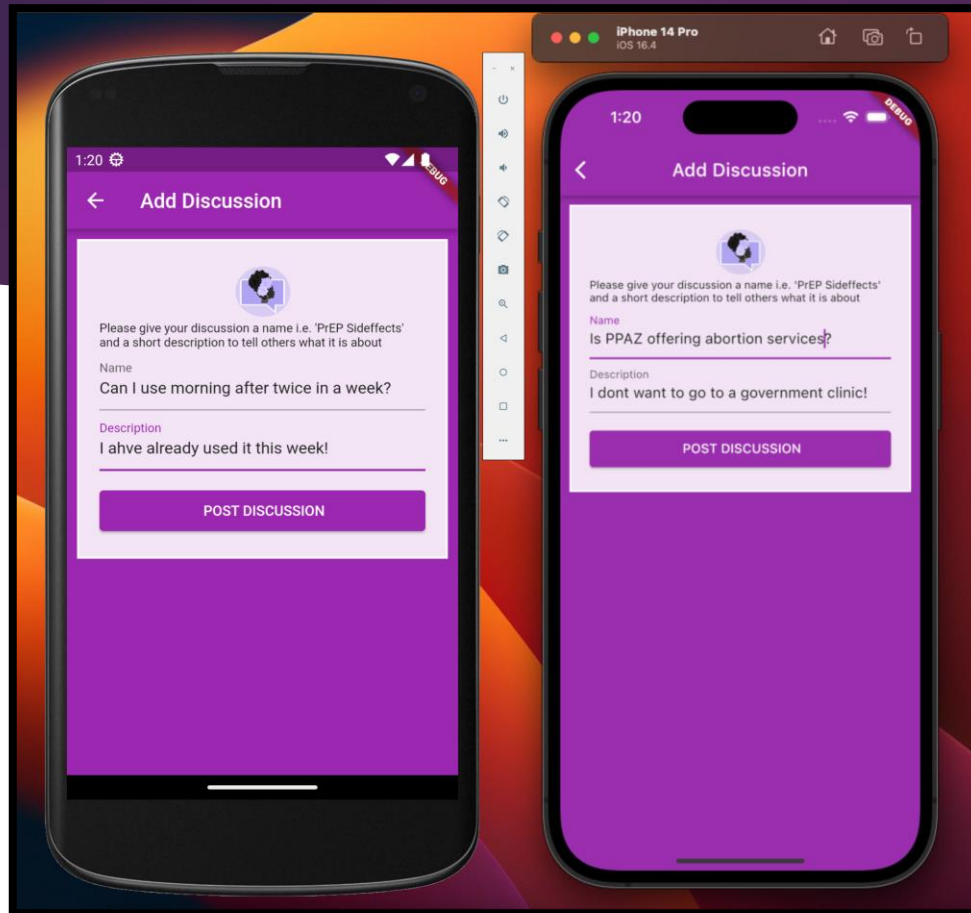 1:20
DEBUG
Add Discussion
Please give your discussion a name i.e. 'PrEP Sideffects'
and a short description to tell others what it is about
Name
Can I use morning after twice in a week?
Description
I ahve already used it this week!
POST DISCUSSION
iPhone 14 Pro
iOS 16.4
1:20
DEBUG
Add Discussion
Please give your discussion a name i.e. 'PrEP Sideffects'
and a short description to tell others what it is about
Name
Is PPAZ offering abortion services?
Description
I dont want to go to a government clinic!
POST DISCUSSION